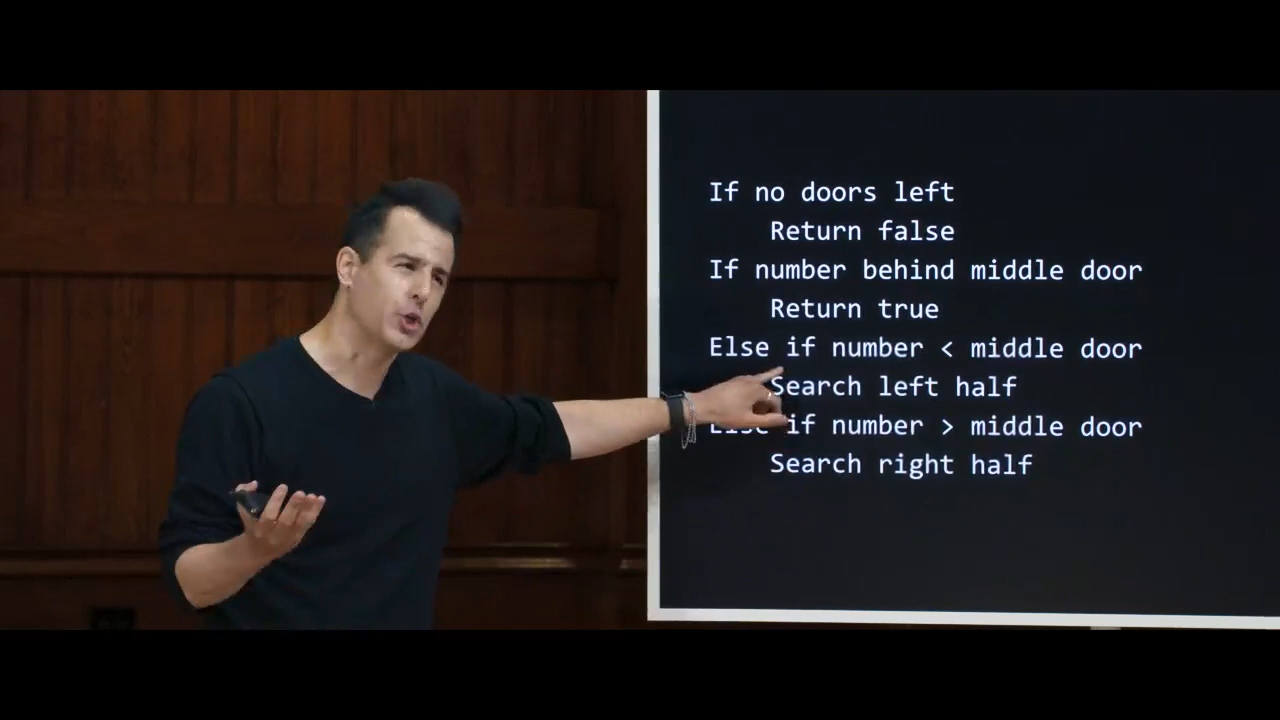 If no doors left
Return false
If number behind middle door
Return true
Else if number < middle door
Search left half
Else if number > middle door
Search right half